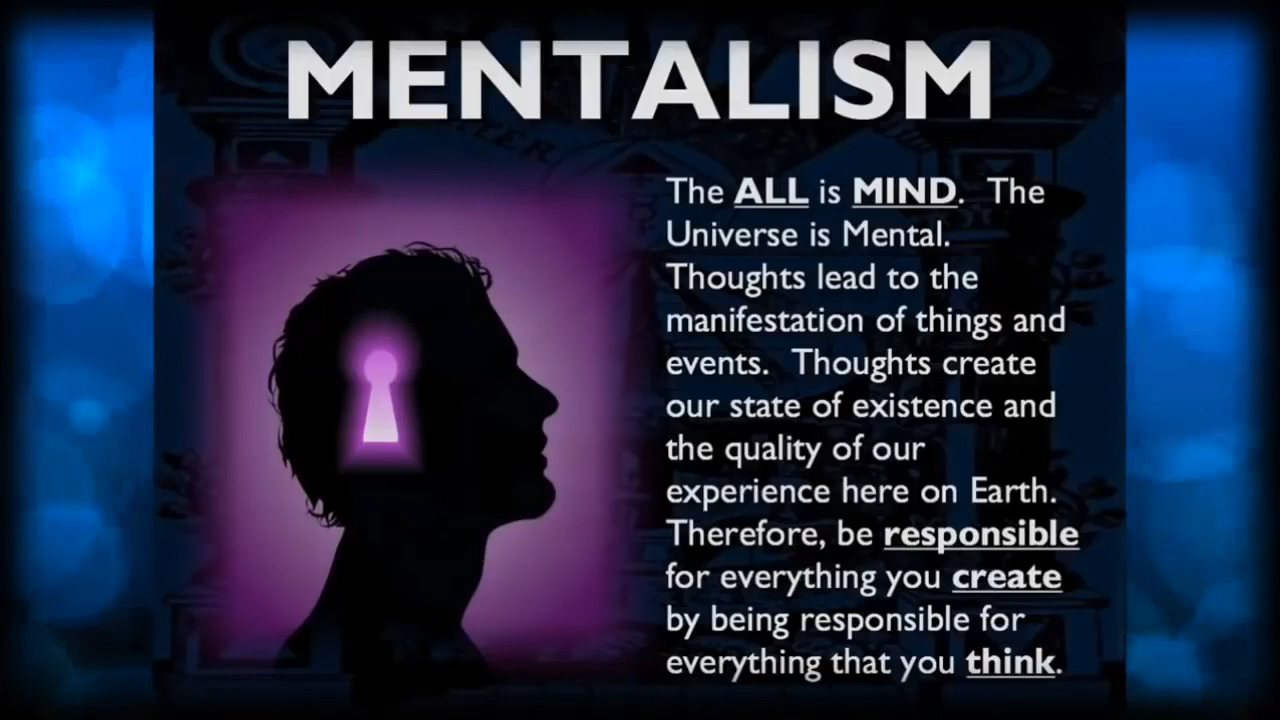 MENTALISM
The ALL is MIND.  The
Universe is Mental.
Thoughts lead to the
manifestation of things and
events.  Thoughts create
our state of existence and
the quality of our
experience here on Earth.
Therefore, be responsible
for everything you create
by being responsible for
everything that you think.